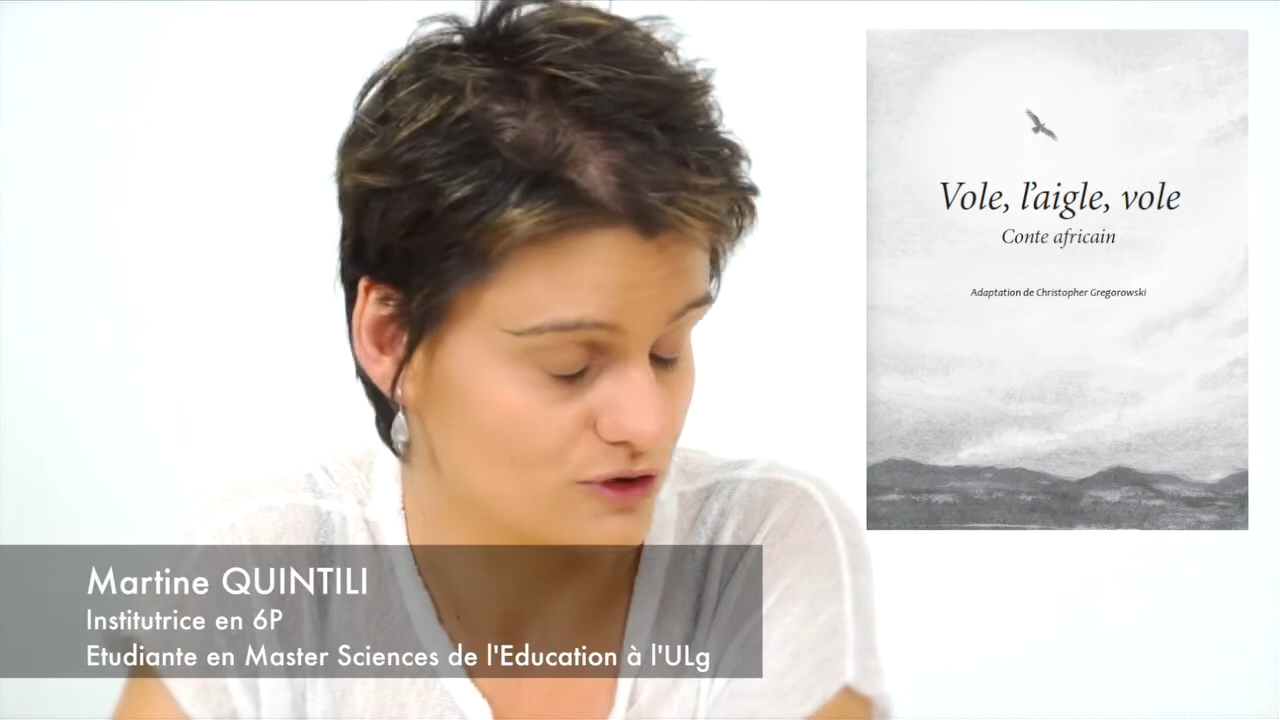 Vole, l'aigle, vole
Conte africain
Adaptation de Christopher Gregorowski
Martine QUINTILI
Institutrice en 6P
Etudiante en Master Sciences de l'Education à l'ULg